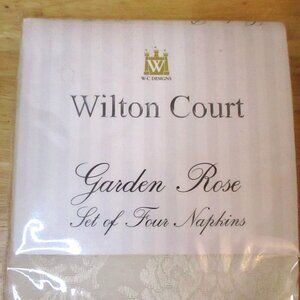 W
W·C DESIGNS
Wilton Court
Garden Rose
Set of Four Napkins